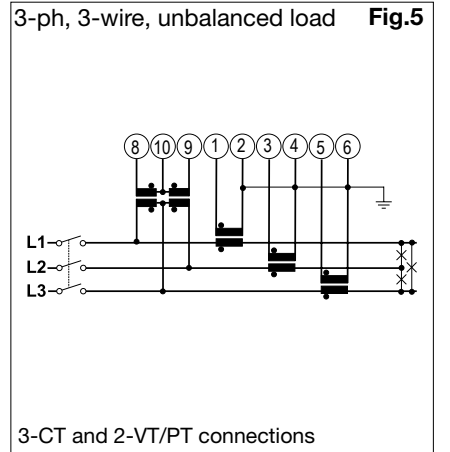 3-ph, 3-wire, unbalanced load Fig.5
8 10 9 1 2 3 4 5 6
L1
L2
L3
3-CT and 2-VT/PT connections